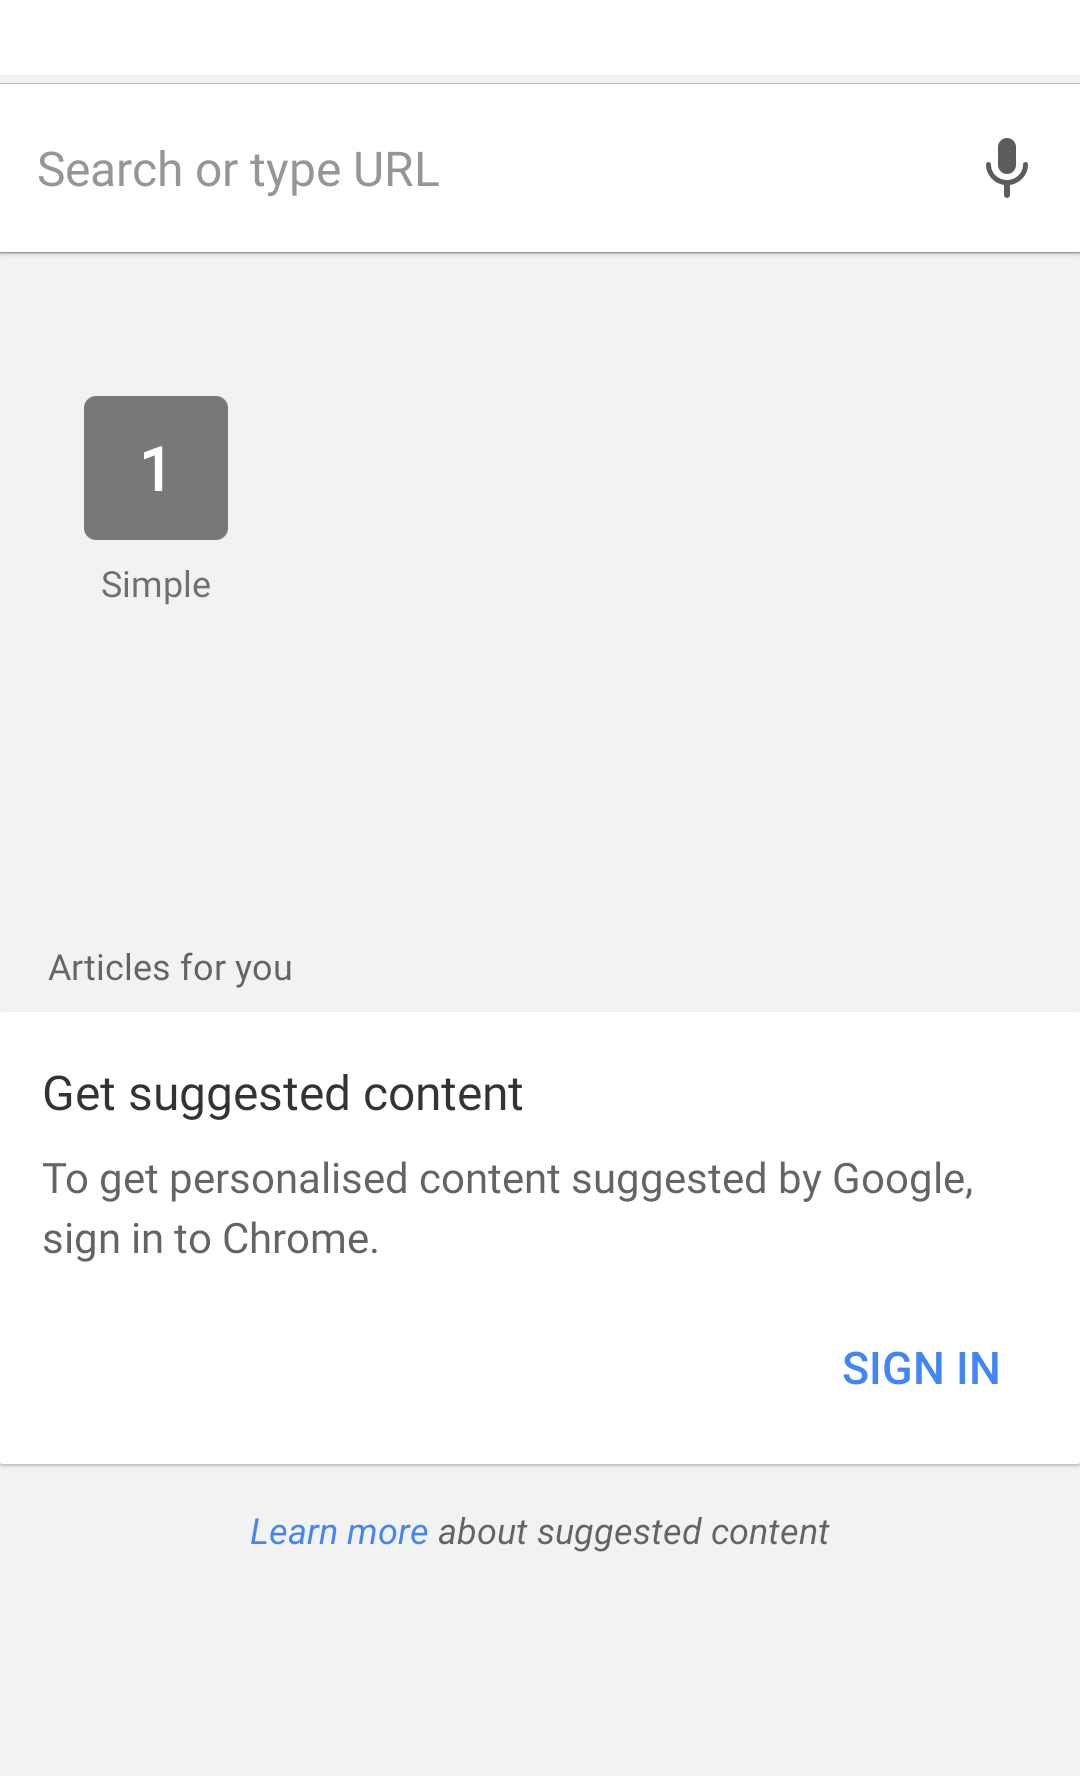 Search or type URL
1
Simple
Articles for you
Get suggested content
To get personalised content suggested by Google,
sign in to Chrome.
SIGN IN
Learn more about suggested content